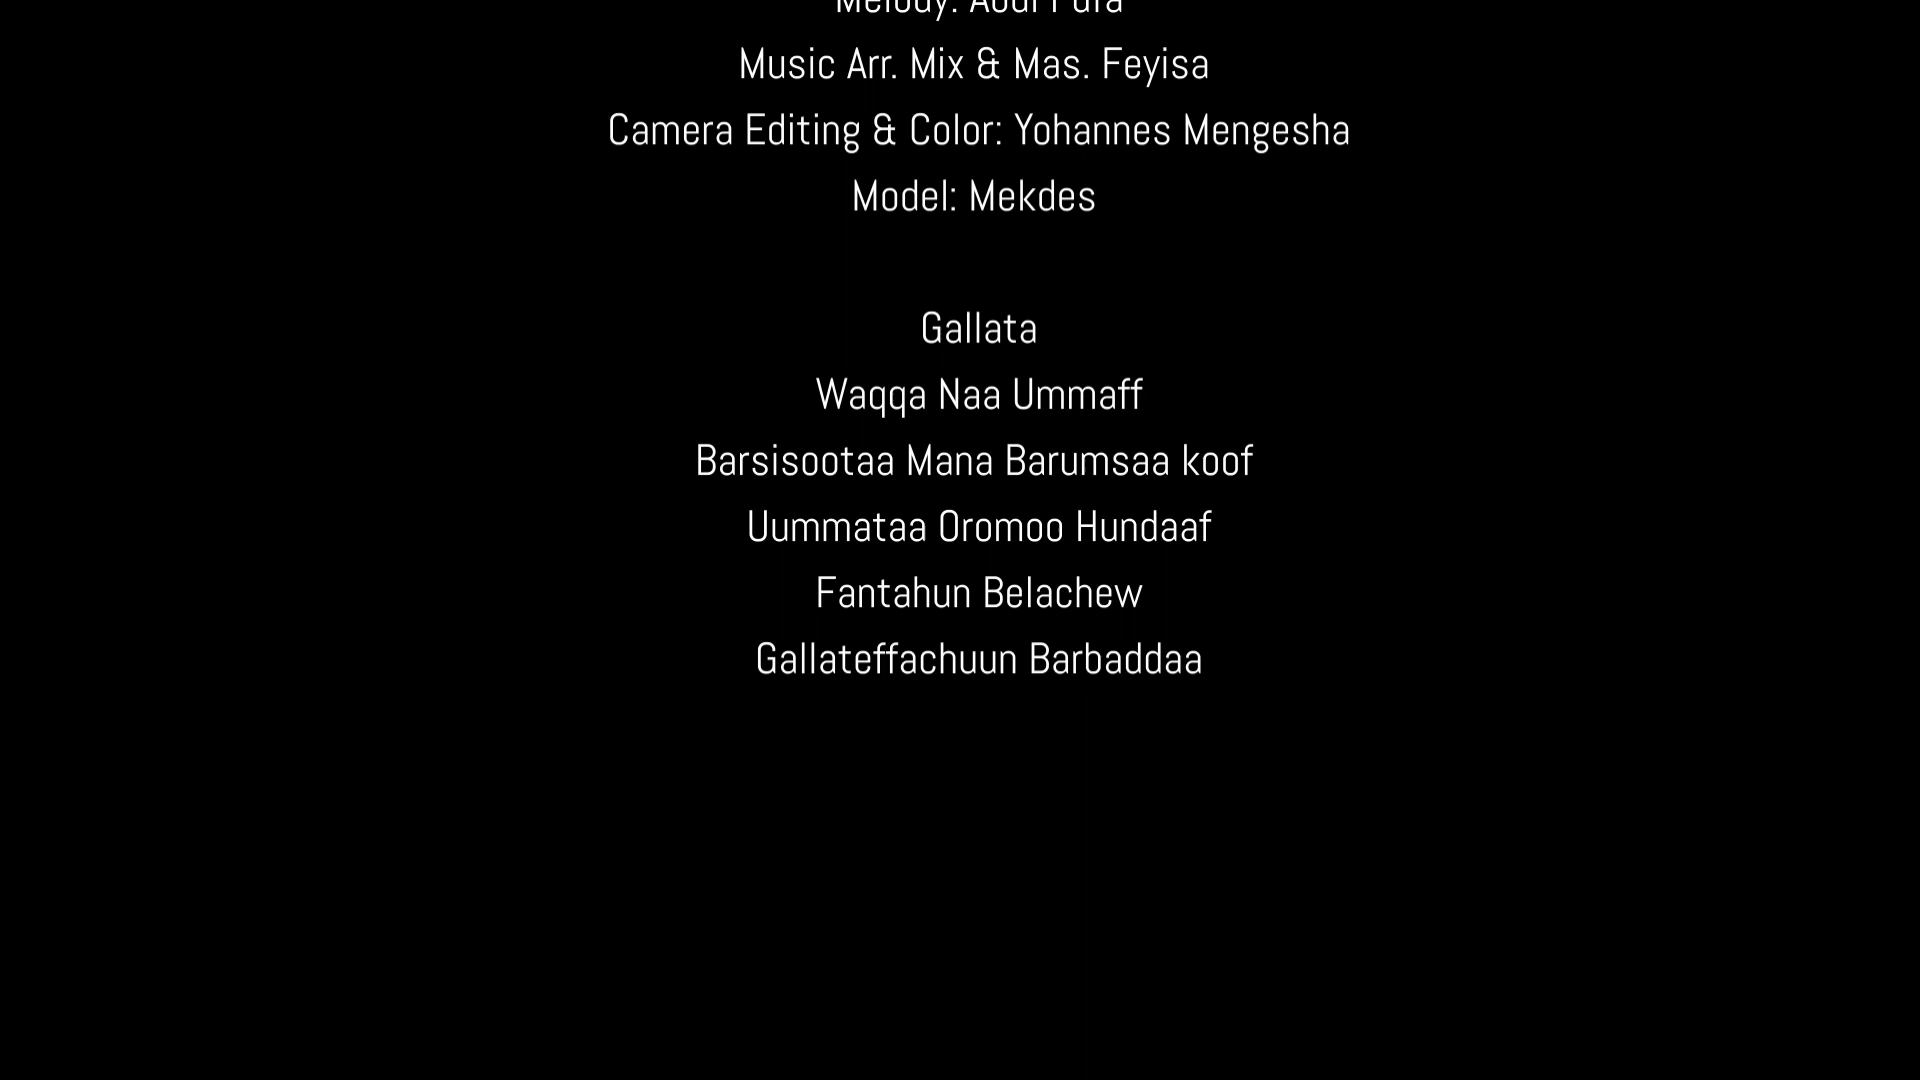 Melody:
Music Arr. Mix & Mas. Feyisa
Camera Editing & Color: Yohannes Mengesha
Model: Mekdes
Gallata
Waqqa Naa Ummaff
Barsisootaa Mana Barumsaa koof
Uummataa Oromoo Hundaaf
Fantahun Belachew
Gallateffachuun Barbaddaa